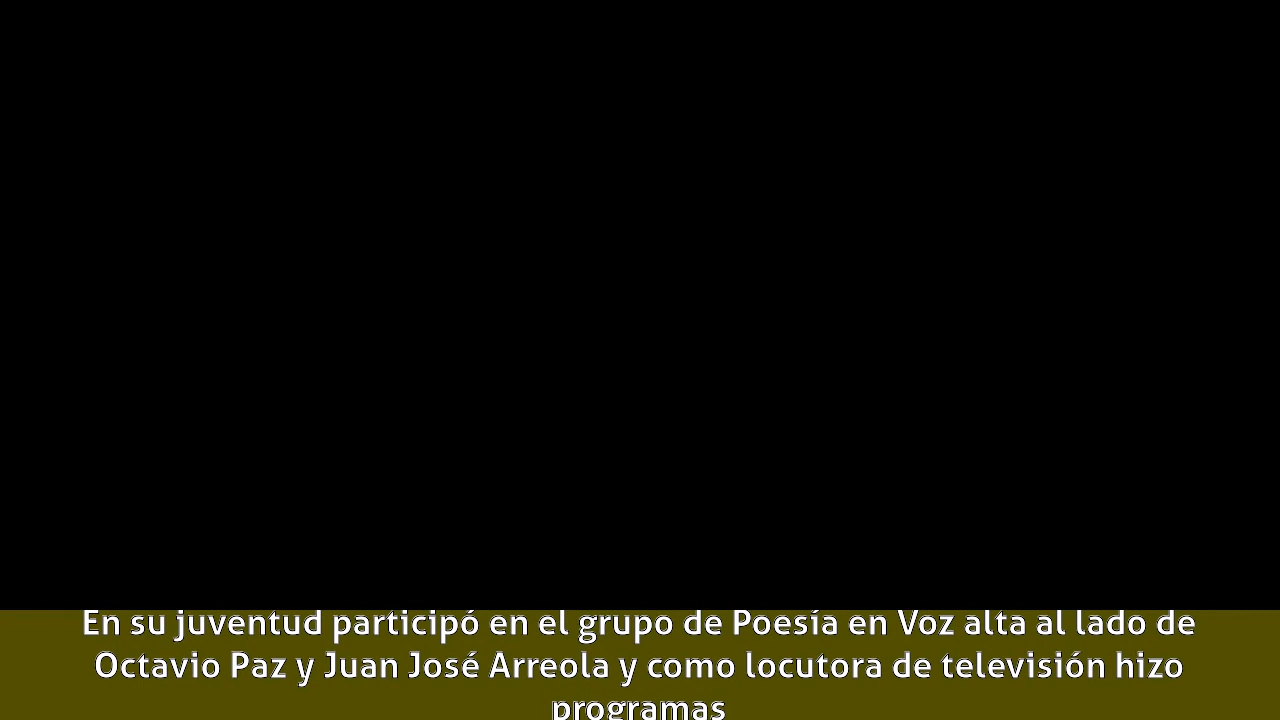 En su juventud participó en el grupo de Poesía en Voz alta al lado de
Octavio Paz y Juan José Arreola y como locutora de televisión hizo
programas